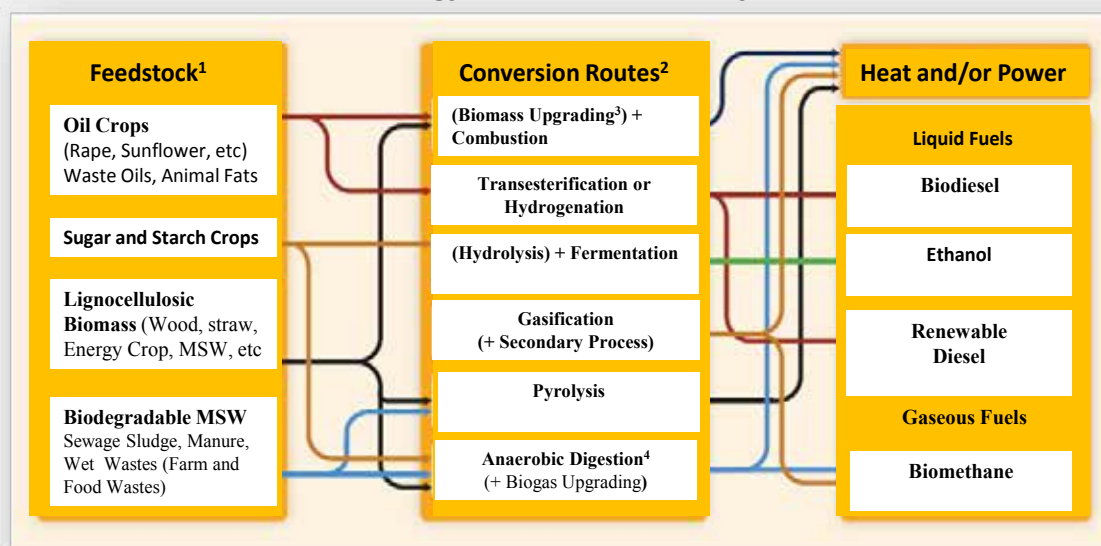 Feedstock¹
Oil Crops
(Rape, Sunflower, etc)
Waste Oils, Animal Fats
Sugar and Starch Crops
Lignocellulosic
Biomass (Wood, straw,
Energy Crop, MSW, etc
Biodegradable MSW
Sewage Sludge, Manure,
Wet Wastes (Farm and
Food Wastes)
Conversion Routes²
(Biomass Upgrading³) +
Combustion
Transesterification or
Hydrogenation
(Hydrolysis) + Fermentation
Gasification
(+ Secondary Process)
Pyrolysis
Anaerobic Digestion⁴
(+ Biogas Upgrading)
Heat and/or Power
Liquid Fuels
Biodiesel
Ethanol
Renewable
Diesel
Gaseous Fuels
Biomethane